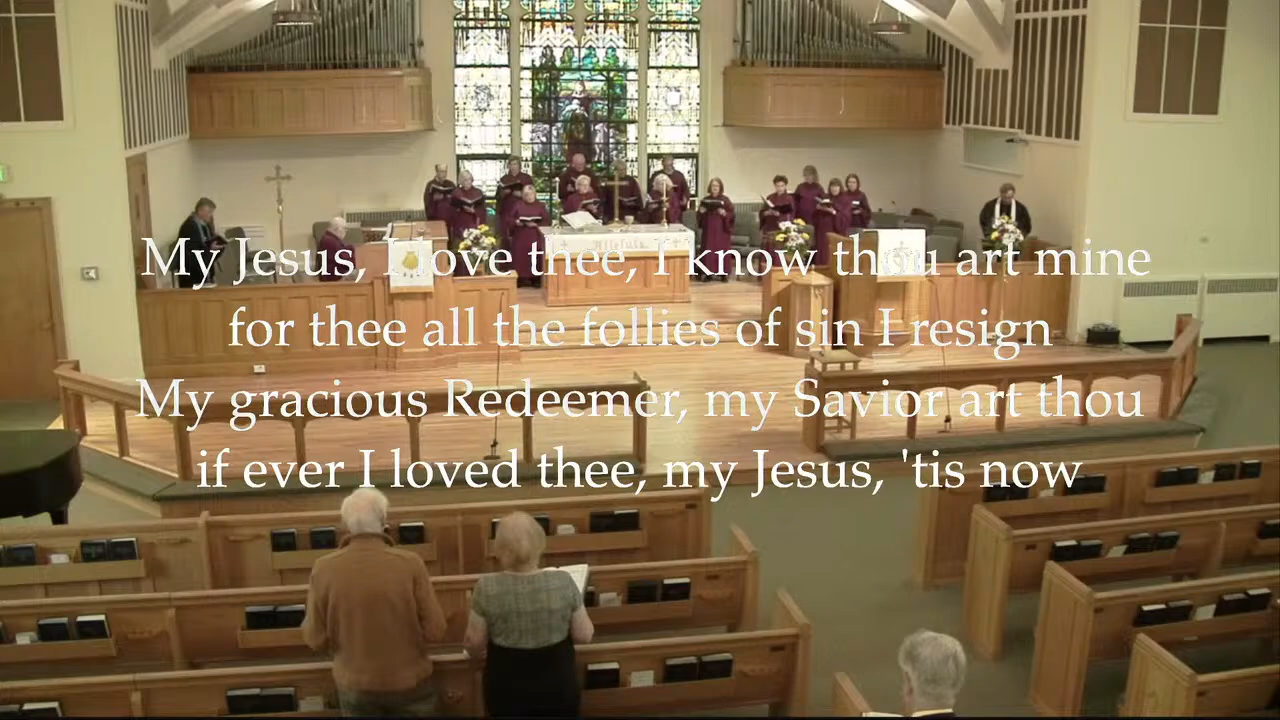 My Jesus, I love thee, I know thou art mine
for thee all the follies of sin I resign
My gracious Redeemer, my Savior art thou
if ever I loved thee, my Jesus, 'tis now
Alleluia